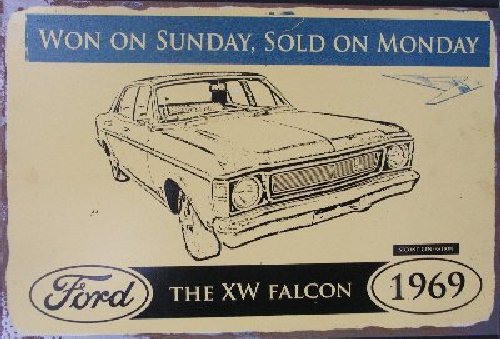 WON ON SUNDAY, SOLD ON MONDAY
Ford
THE XW FALCON
1969